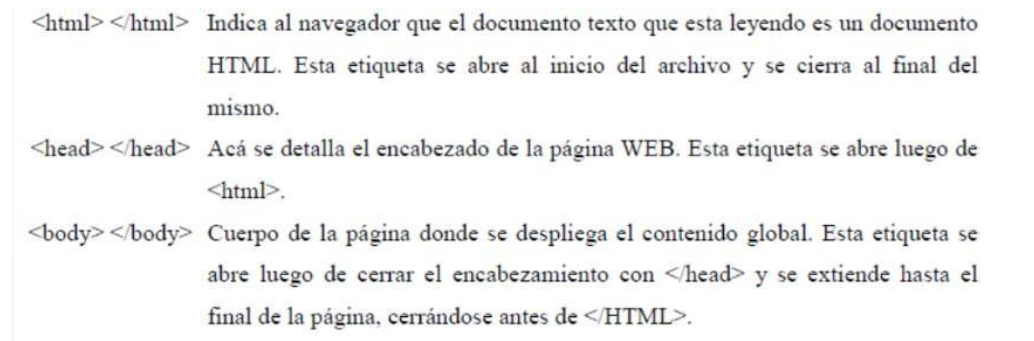 <html> </html> Indica al navegador que el documento texto que esta leyendo es un documento
HTML. Esta etiqueta se abre al inicio del archivo y se cierra al final del
mismo.
<head> </head> Acá se detalla el encabezado de la página WEB. Esta etiqueta se abre luego de
<html>.
<body> </body> Cuerpo de la página donde se despliega el contenido global. Esta etiqueta se
abre luego de cerrar el encabezamiento con </head> y se extiende hasta el
final de la página, cerrándose antes de </HTML>.